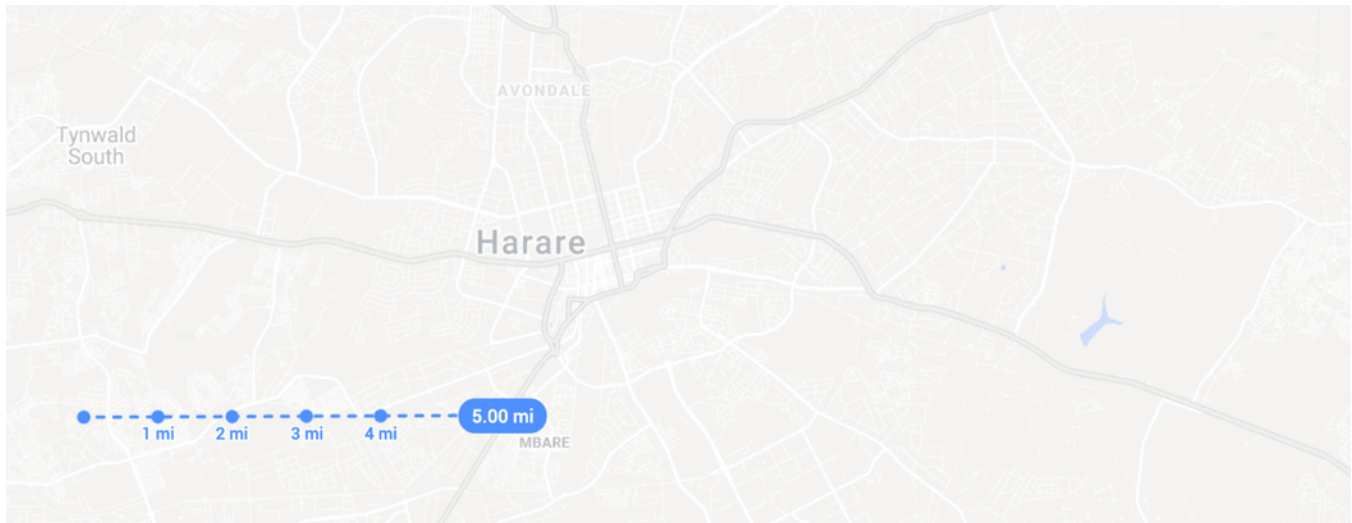 AVONDALE
Tynwald
South
Harare
5.00 mi
1 mi
2 mi
3 mi
4 mi
MBARE